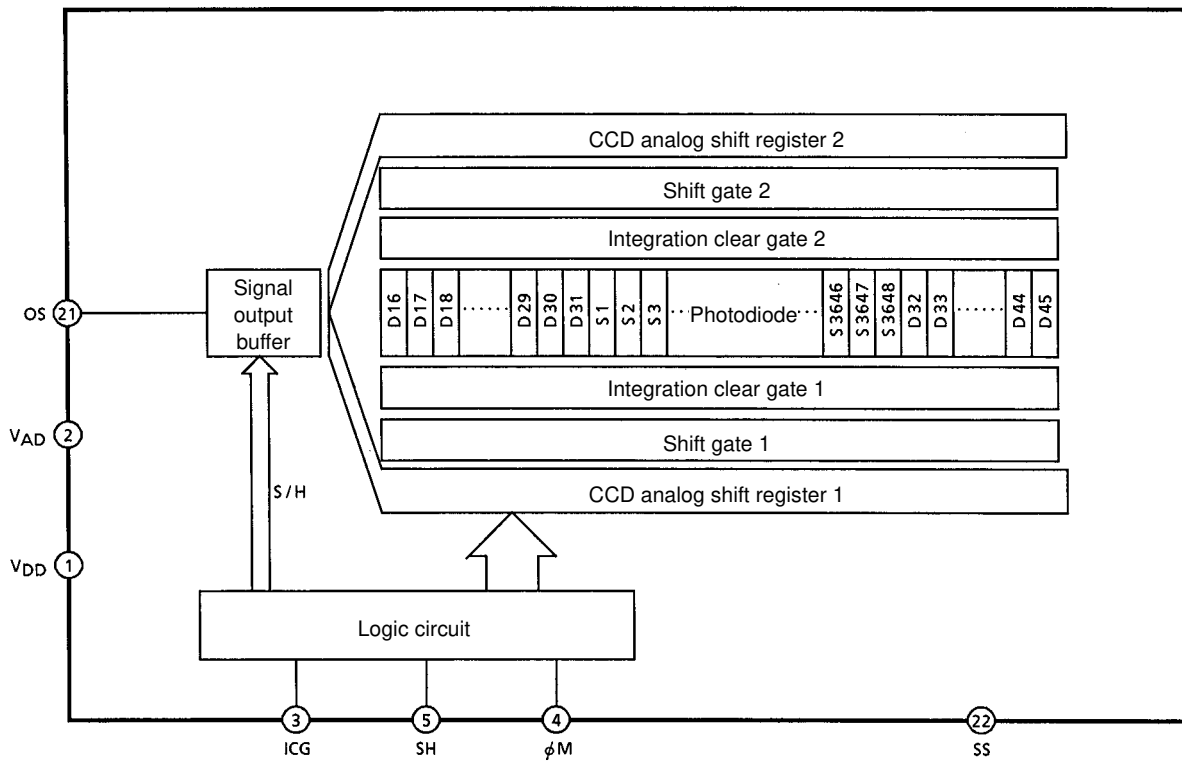 CCD analog shift register 2
Shift gate 2
Integration clear gate 2
Signal
output
buffer
OS 21
D16 D17 D18 ...... D29 D30 D31 S1 S2 S3 ... Photodiode ... S3646 S3647 S3648 D32 D33 ...... D44 D45
Integration clear gate 1
VAD 2
Shift gate 1
S/H
CCD analog shift register 1
VDD 1
Logic circuit
3 5 4 22
ICG SH φM SS